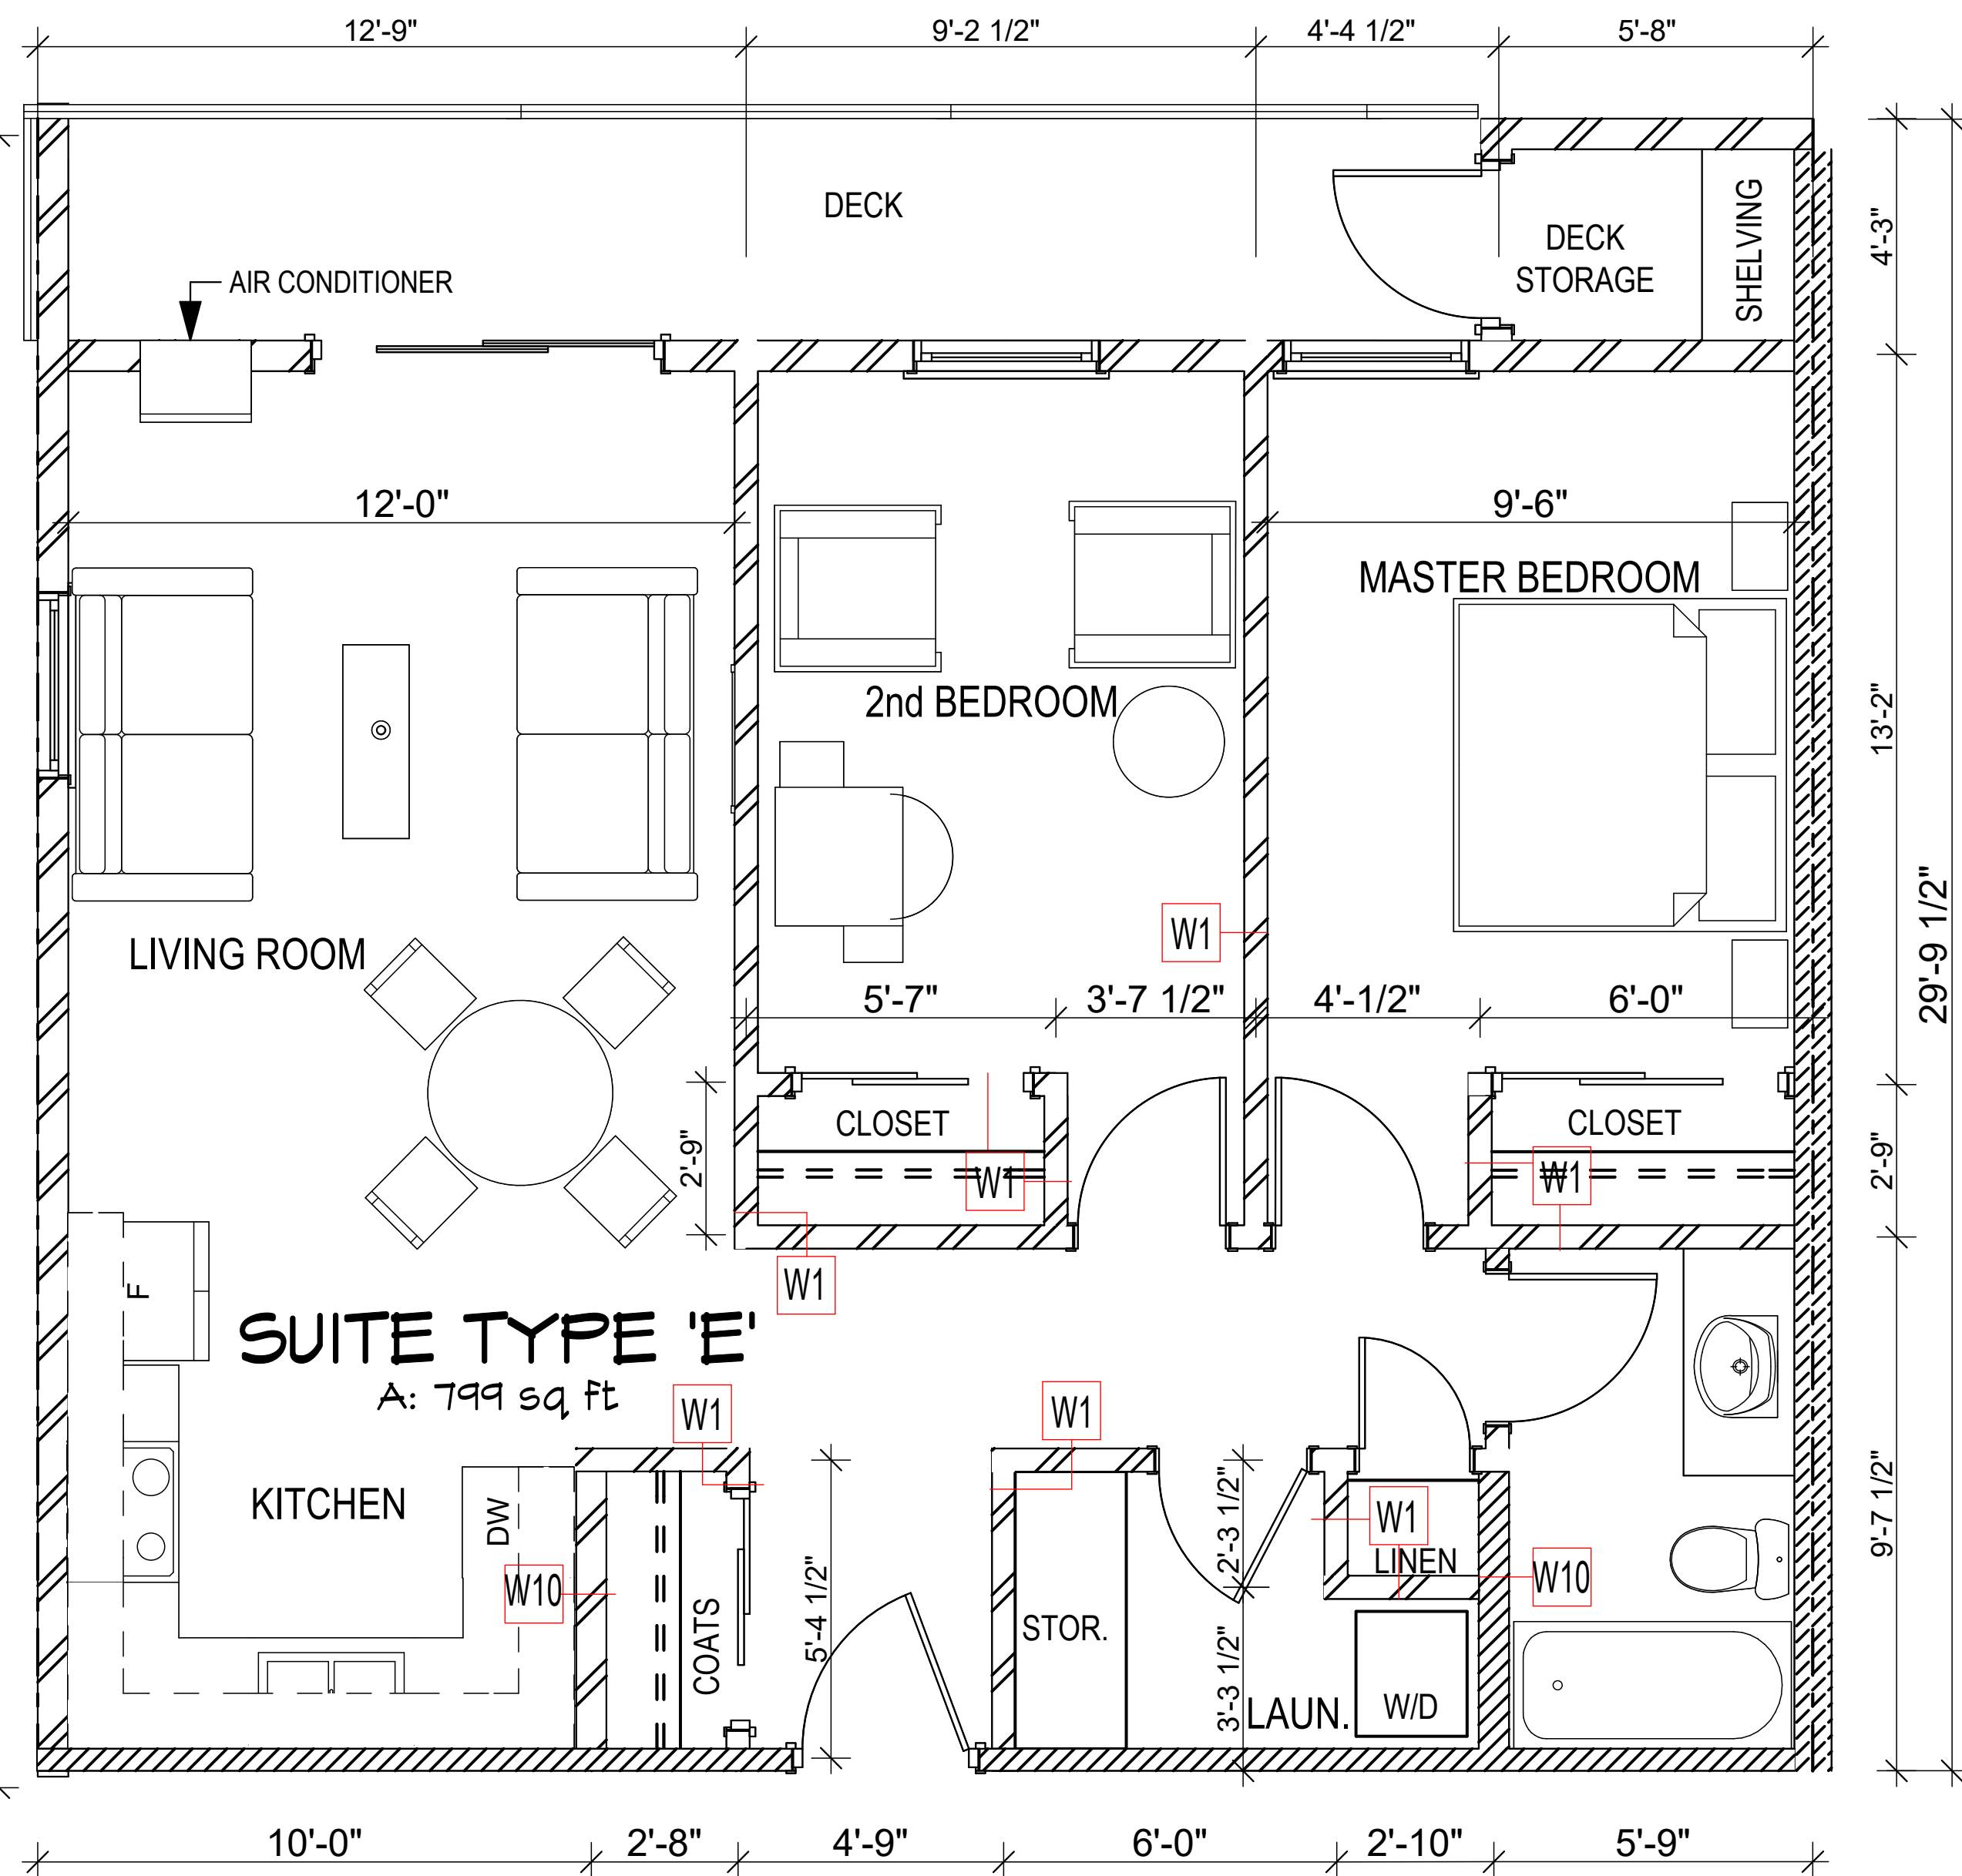 12'-9" 9'-2 1/2" 4'-4 1/2" 5'-8"
DECK
DECK
STORAGE
SHELVING
4'-3"
AIR CONDITIONER
12'-0" 9'-6"
MASTER BEDROOM
2nd BEDROOM
13'-2"
29'-9 1/2"
W1
LIVING ROOM
5'-7" 3'-7 1/2" 4'-1/2" 6'-0"
CLOSET CLOSET
2'-9" W1 W1 2'-9"
W1
F
SUITE TYPE 'E'
A: 799 sq ft
W1 W1
KITCHEN
DW
W10
COATS
5'-4 1/2"
STOR.
2'-3 1/2"
W1
LINEN
W10
9'-7 1/2"
3'-3 1/2"
LAUN.
W/D
10'-0" 2'-8" 4'-9" 6'-0" 2'-10" 5'-9"